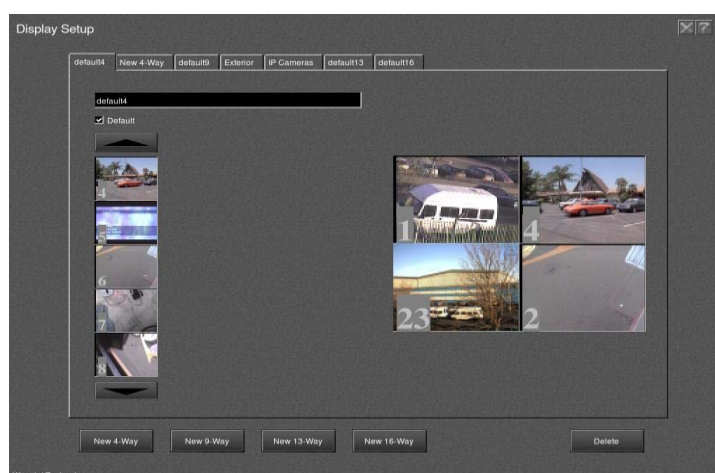 Display Setup
default4 New 4-Way default9 Exterior IP Cameras default13 default16
default4
Default
4
5
6
7
8
1 4
23 2
New 4-Way New 9-Way New 13-Way New 16-Way Delete